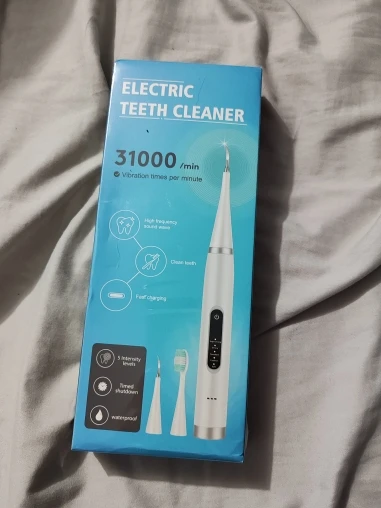 ELECTRIC
TEETH CLEANER
31000 /min
Vibration times per minute
High frequency
sound wave
Clean teeth
Fast charging
5 Intensity
levels
Timed
shutdown
waterproof